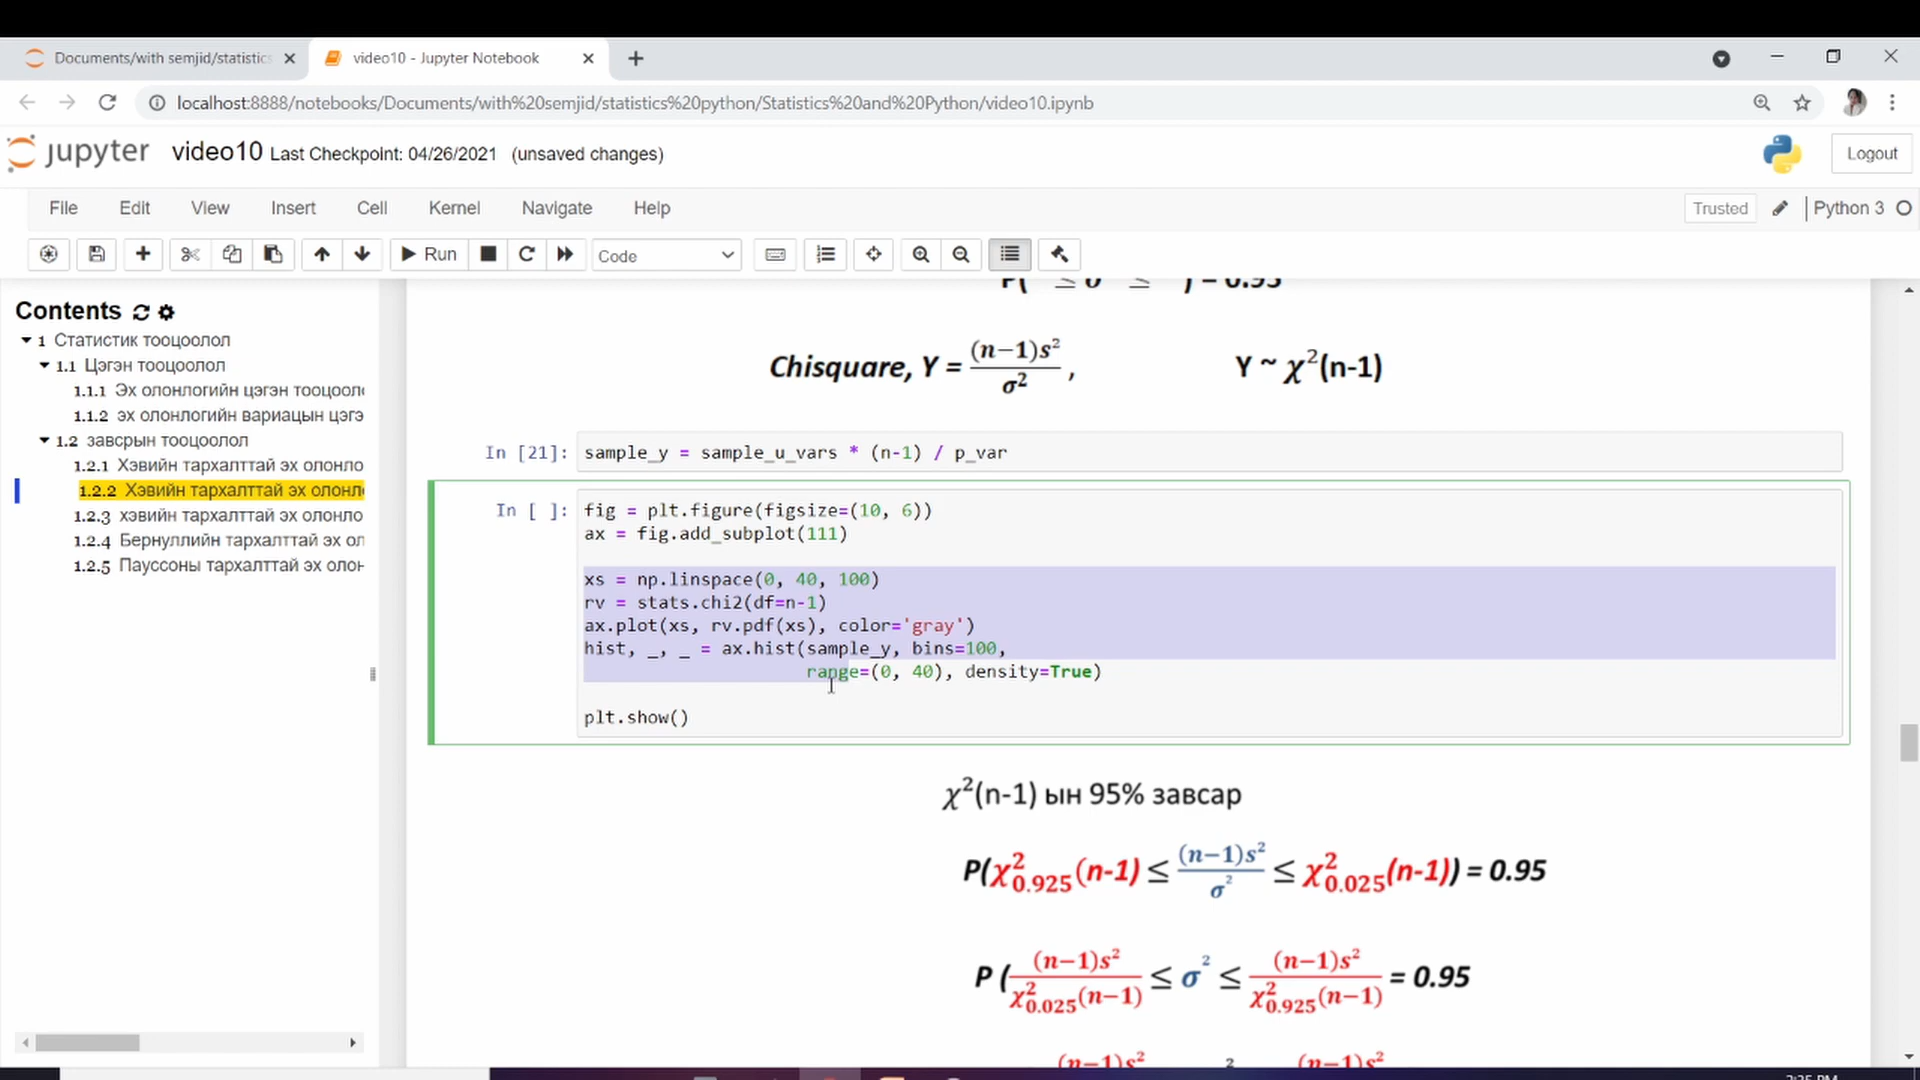 Documents/with semjid/statistics
video10 - Jupyter Notebook
localhost:8888/notebooks/Documents/with%20semjid/statistics%20python/Statistics%20and%20Python/video10.ipynb
jupyter video10 Last Checkpoint: 04/26/2021 (unsaved changes)
Logout
File Edit View Insert Cell Kernel Navigate Help
Trusted Python 3
Run Code
Contents
1 Статистик тооцоолол
1.1 Цэгэн тооцоолол
1.1.1 Эх олонлогийн цэгэн тооцоол
1.1.2 эх олонлогийн вариацын цэгэ
1.2 завсрын тооцоолол
1.2.1 Хэвийн тархалттай эх олонло
1.2.2 Хэвийн тархалттай эх олонл
1.2.3 хэвийн тархалттай эх олонло
1.2.4 Бернуллийн тархалттай эх ол
1.2.5 Пауссоны тархалттай эх олон
P( ≤ σ ≤ ) = 0.95
Chisquare, Y = (n−1)s² / σ² , Y ~ χ²(n-1)
In [21]: sample_y = sample_u_vars * (n-1) / p_var
In [ ]: fig = plt.figure(figsize=(10, 6))
ax = fig.add_subplot(111)
xs = np.linspace(0, 40, 100)
rv = stats.chi2(df=n-1)
ax.plot(xs, rv.pdf(xs), color='gray')
hist, _, _ = ax.hist(sample_y, bins=100,
range=(0, 40), density=True)
plt.show()
χ²(n-1) ын 95% завсар
P(χ²0.925(n-1) ≤ (n−1)s² / σ² ≤ χ²0.025(n-1)) = 0.95
P ( (n−1)s² / χ²0.025(n−1) ≤ σ² ≤ (n−1)s² / χ²0.925(n−1) = 0.95
(n−1)s² 2 (n−1)s²